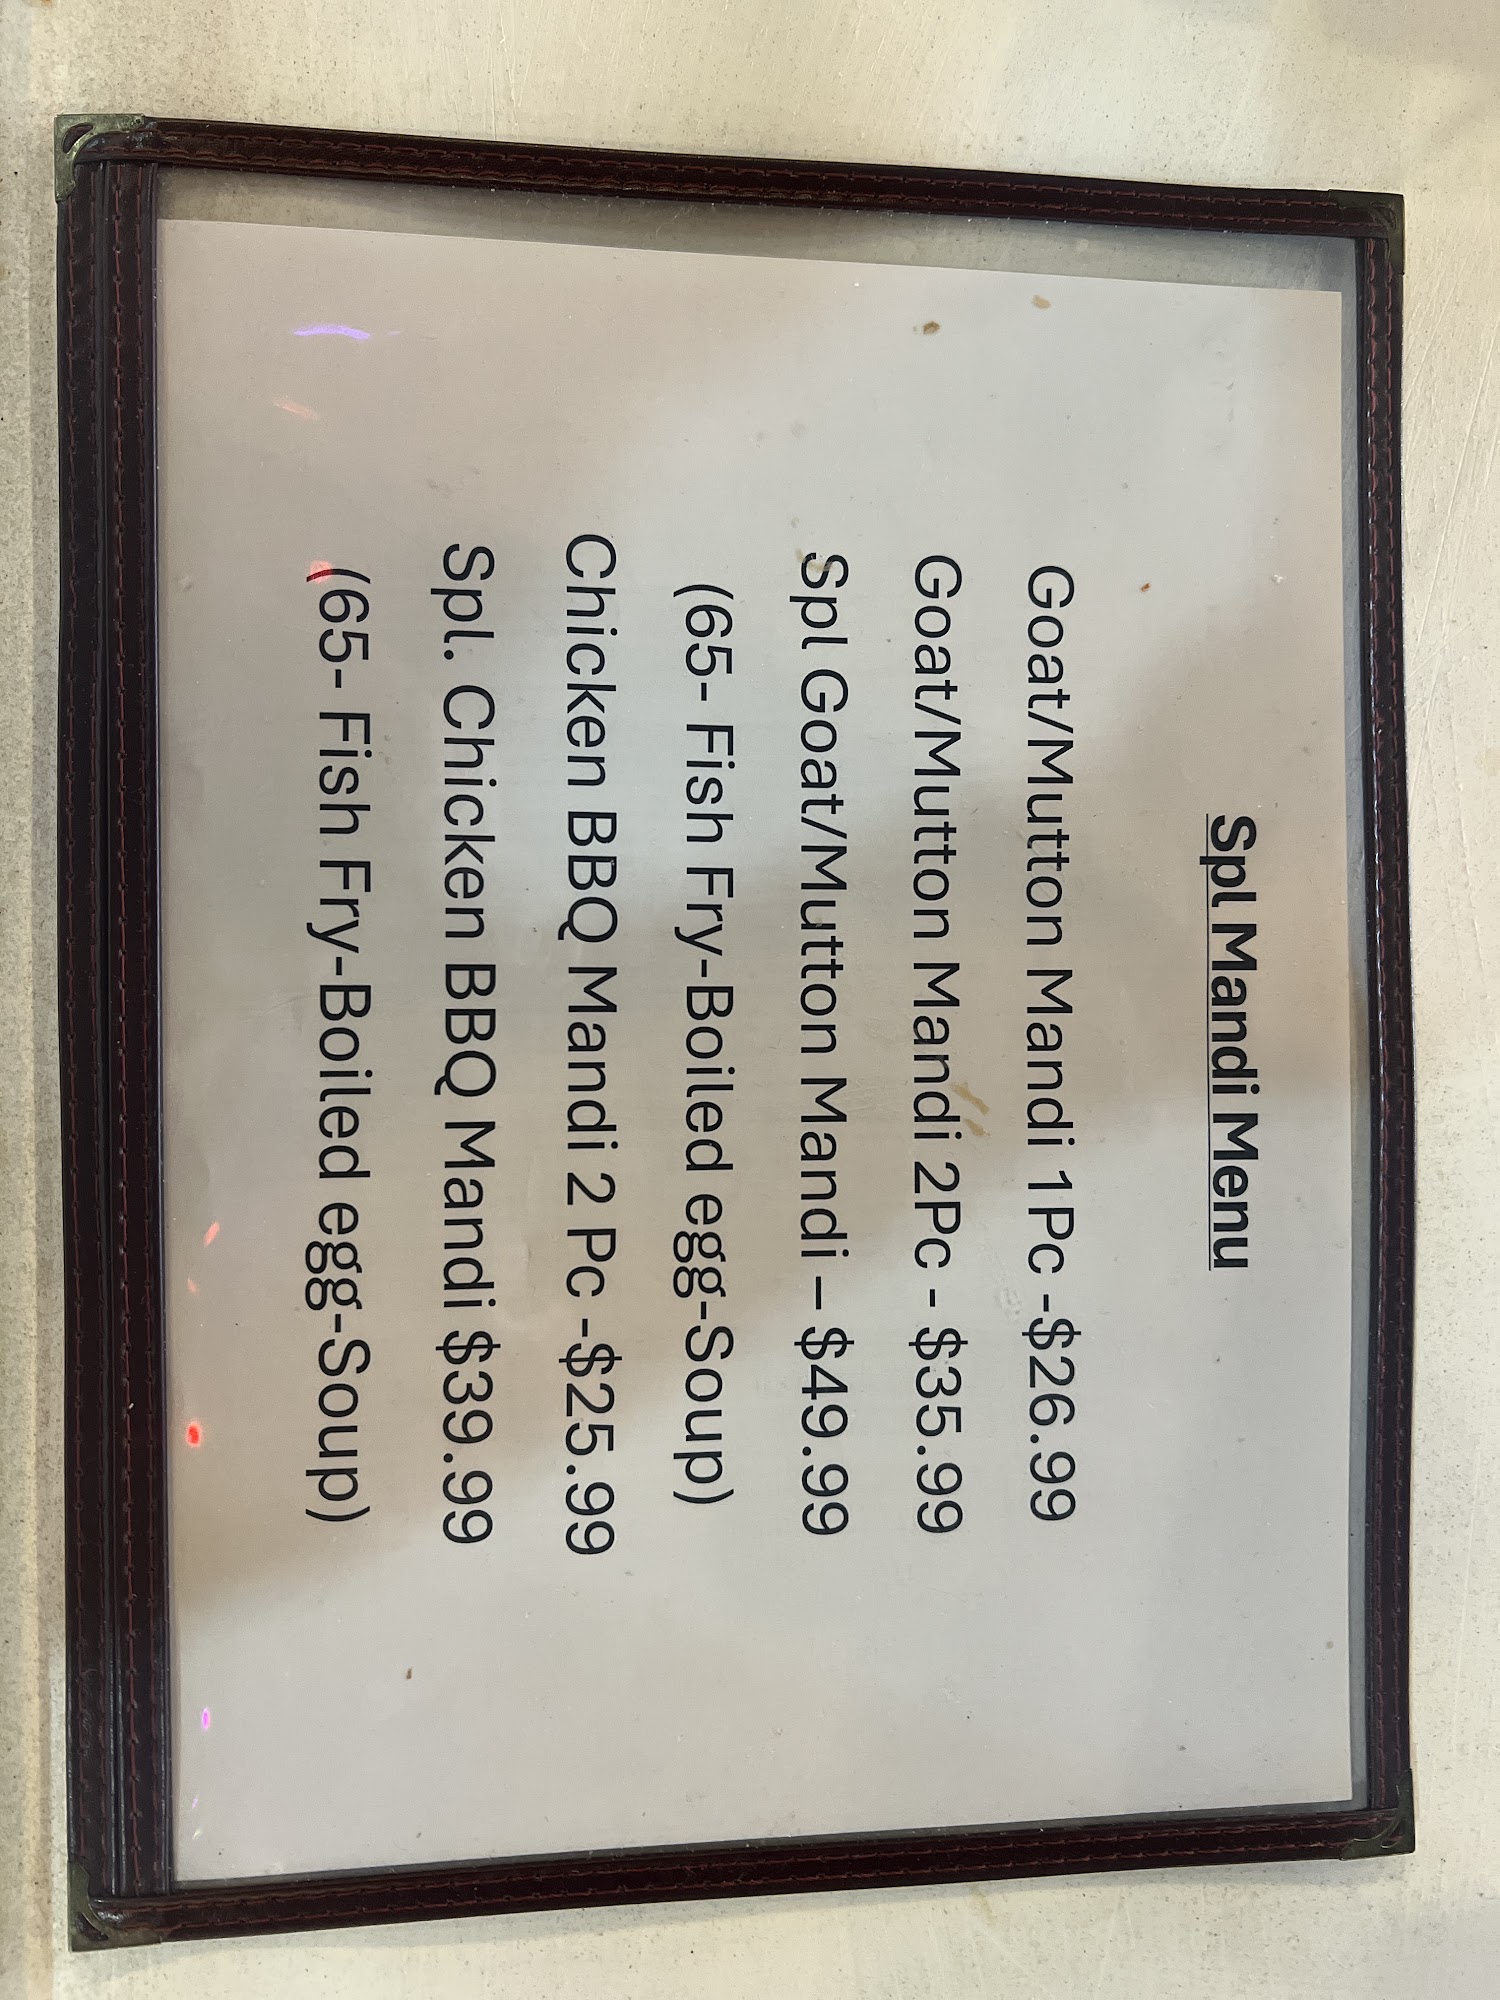 Spl Mandi Menu
Goat/Mutton Mandi 1Pc -$26.99
Goat/Mutton Mandi 2Pc - $35.99
Spl Goat/Mutton Mandi – $49.99
(65- Fish Fry-Boiled egg-Soup)
Chicken BBQ Mandi 2 Pc -$25.99
Spl. Chicken BBQ Mandi $39.99
(65- Fish Fry-Boiled egg-Soup)